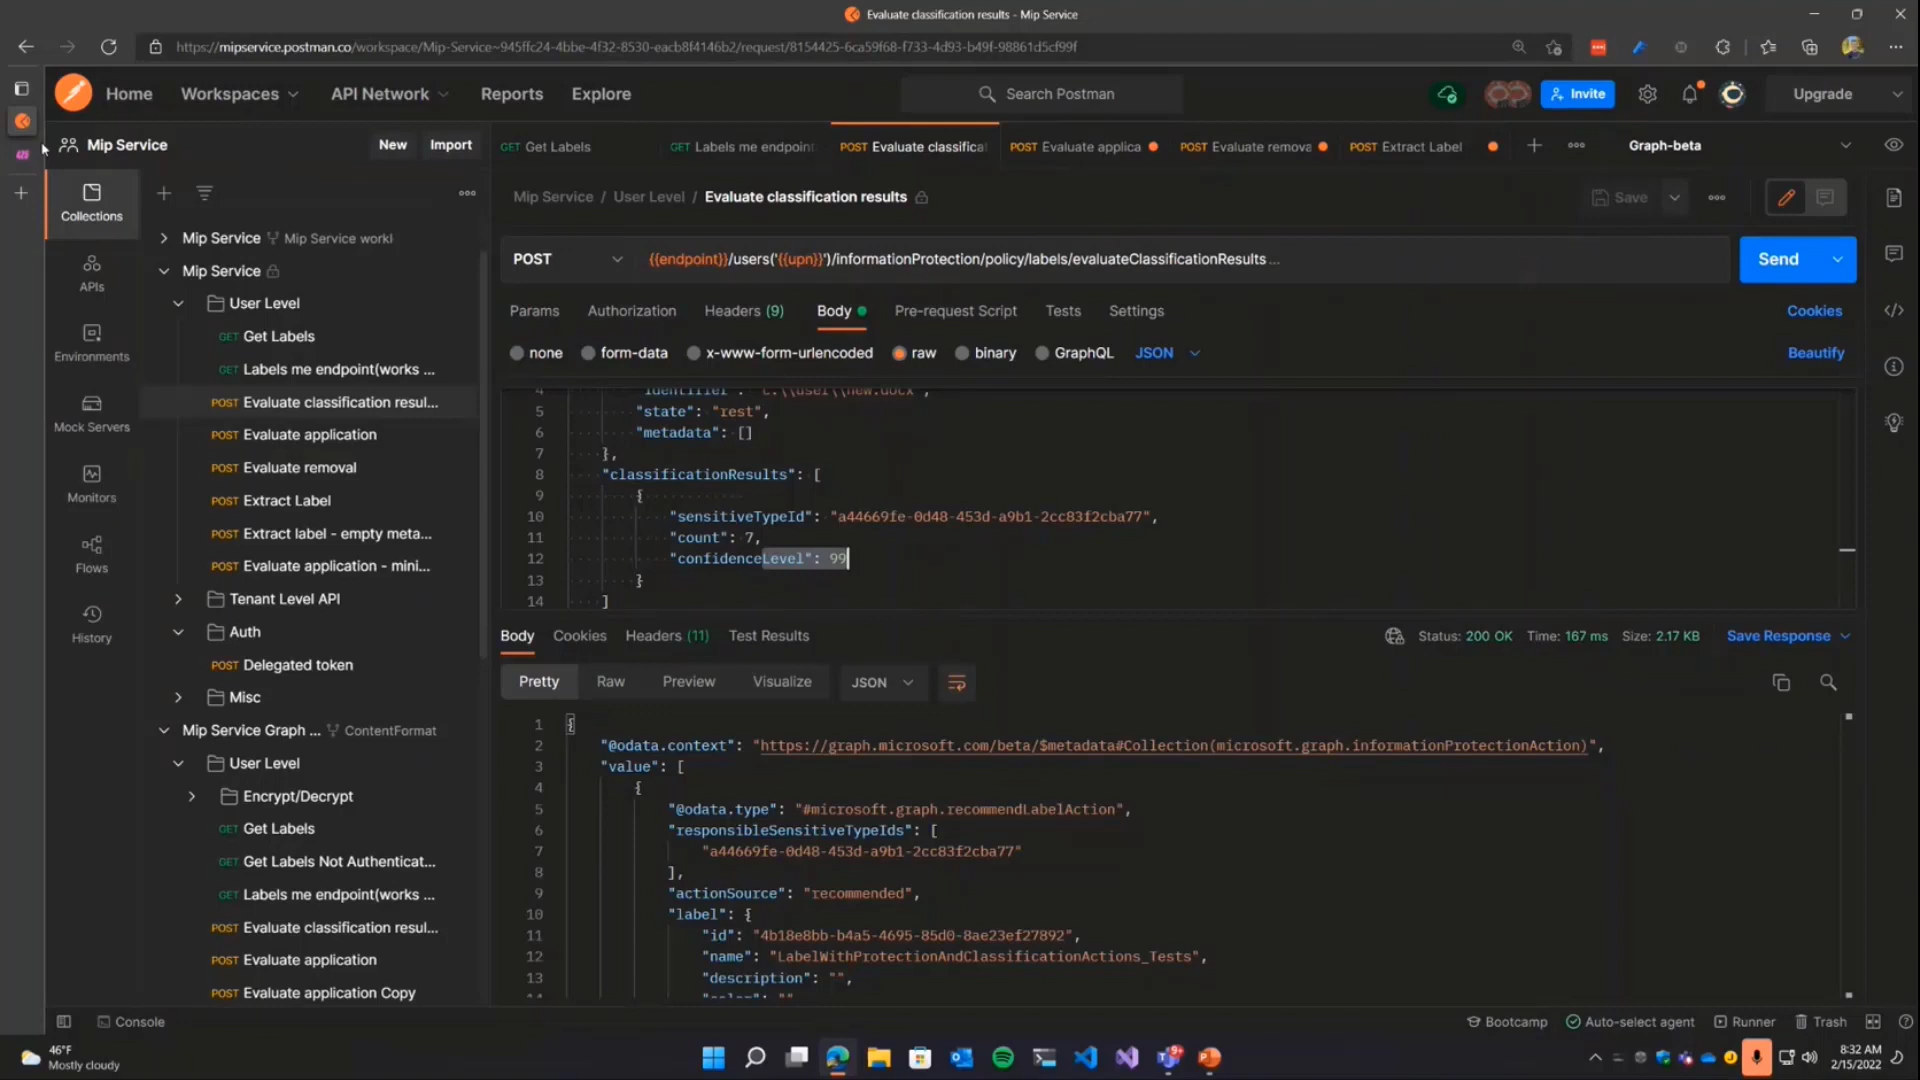 Evaluate classification results - Mip Service
https://mipservice.postman.co/workspace/Mip-Service~945ffc24-4bbe-4f32-8530-eacb8f4146b2/request/8154425-6ca59f68-f733-4d93-b49f-98861d5cf99f
Home Workspaces API Network Reports Explore Search Postman Invite Upgrade
Mip Service New Import GET Get Labels GET Labels me endpoint POST Evaluate classifica POST Evaluate applica POST Evaluate remova POST Extract Label Graph-beta
Mip Service / User Level / Evaluate classification results Save
POST {{endpoint}}/users('{{upn}}')/informationProtection/policy/labels/evaluateClassificationResults ... Send
Params Authorization Headers (9) Body Pre-request Script Tests Settings Cookies
none form-data x-www-form-urlencoded raw binary GraphQL JSON Beautify
Collections
APIs
Environments
Mock Servers
Monitors
Flows
History
Mip Service Mip Service workl
Mip Service
User Level
GET Get Labels
GET Labels me endpoint(works ...
POST Evaluate classification resul...
POST Evaluate application
POST Evaluate removal
POST Extract Label
POST Extract label - empty meta...
POST Evaluate application - mini...
Tenant Level API
Auth
POST Delegated token
Misc
Mip Service Graph ... ContentFormat
User Level
Encrypt/Decrypt
GET Get Labels
GET Get Labels Not Authenticat...
GET Labels me endpoint(works ...
POST Evaluate classification resul...
POST Evaluate application
POST Evaluate application Copy
4 "identifier": "c:\\user\\new.docx",
5 "state": "rest",
6 "metadata": []
7 },
8 "classificationResults": [
9 {
10 "sensitiveTypeId": "a44669fe-0d48-453d-a9b1-2cc83f2cba77",
11 "count": 7,
12 "confidenceLevel": 99
13 }
14 ]
Body Cookies Headers (11) Test Results Status: 200 OK Time: 167 ms Size: 2.17 KB Save Response
Pretty Raw Preview Visualize JSON
1 {
2 "@odata.context": "https://graph.microsoft.com/beta/$metadata#Collection(microsoft.graph.informationProtectionAction)",
3 "value": [
4 {
5 "@odata.type": "#microsoft.graph.recommendLabelAction",
6 "responsibleSensitiveTypeIds": [
7 "a44669fe-0d48-453d-a9b1-2cc83f2cba77"
8 ],
9 "actionSource": "recommended",
10 "label": {
11 "id": "4b18e8bb-b4a5-4695-85d0-8ae23ef27892",
12 "name": "LabelWithProtectionAndClassificationActions_Tests",
13 "description": "",
14 "color": ""
Console Bootcamp Auto-select agent Runner Trash
46°F
Mostly cloudy
8:32 AM
2/15/2022